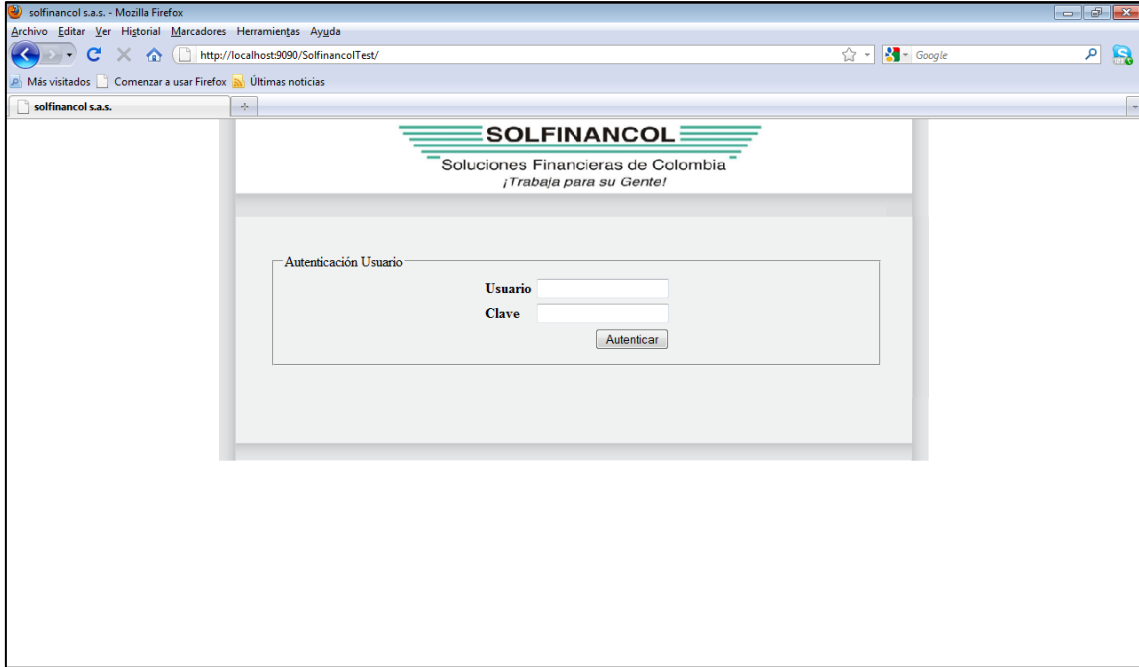 solfinancol s.a.s. - Mozilla Firefox
Archivo Editar Ver Historial Marcadores Herramientas Ayuda
http://localhost:9090/SolfinancolTest/
Google
Más visitados Comenzar a usar Firefox Últimas noticias
solfinancol s.a.s.
SOLFINANCOL
Soluciones Financieras de Colombia
¡Trabaja para su Gente!
Autenticación Usuario
Usuario
Clave
Autenticar